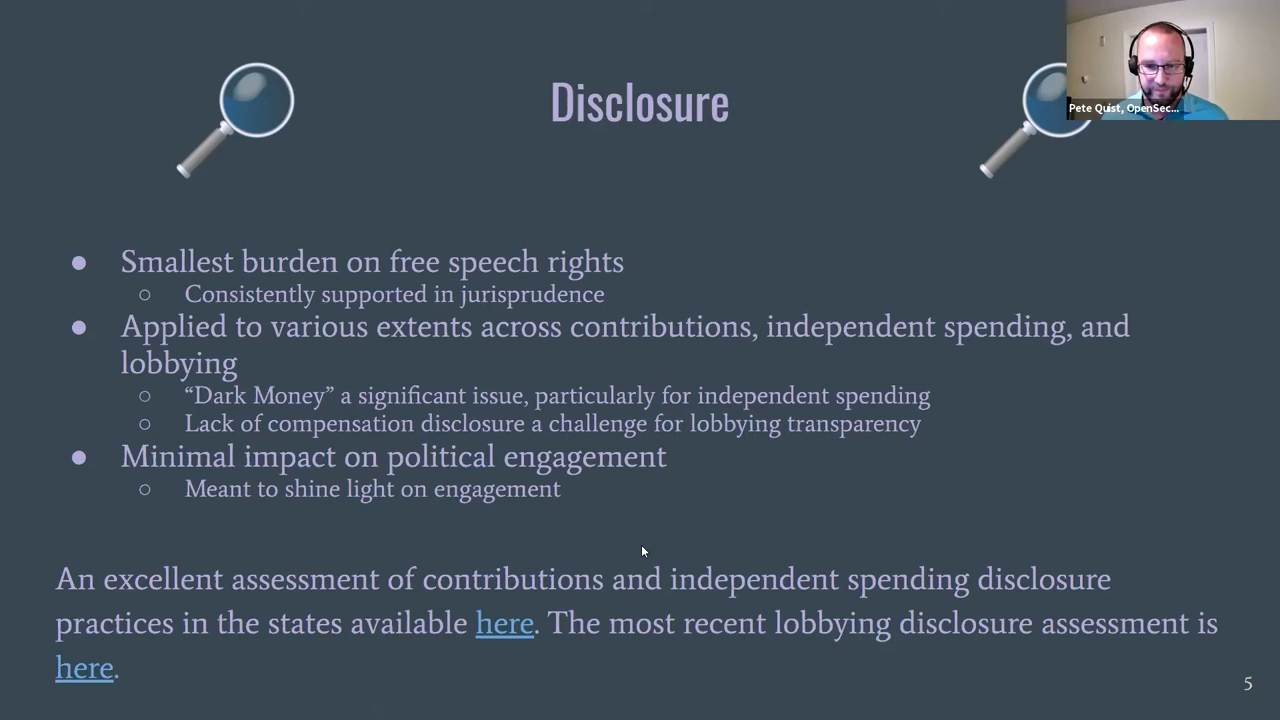 Disclosure
Pete Quist, OpenSec...
● Smallest burden on free speech rights
○ Consistently supported in jurisprudence
● Applied to various extents across contributions, independent spending, and
lobbying
○ “Dark Money” a significant issue, particularly for independent spending
○ Lack of compensation disclosure a challenge for lobbying transparency
● Minimal impact on political engagement
○ Meant to shine light on engagement
An excellent assessment of contributions and independent spending disclosure
practices in the states available here. The most recent lobbying disclosure assessment is
here.
5